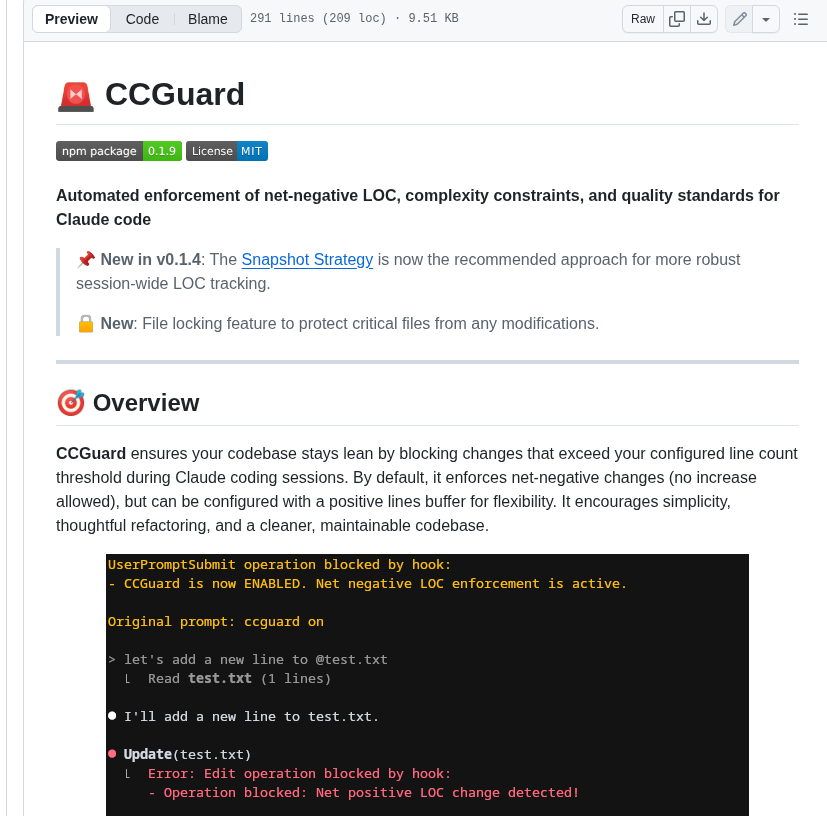 Preview Code Blame 291 lines (209 loc) · 9.51 KB Raw
🚨 CCGuard
npm package 0.1.9 License MIT
Automated enforcement of net-negative LOC, complexity constraints, and quality standards for
Claude code
📌 New in v0.1.4: The Snapshot Strategy is now the recommended approach for more robust
session-wide LOC tracking.
🔒 New: File locking feature to protect critical files from any modifications.
🎯 Overview
CCGuard ensures your codebase stays lean by blocking changes that exceed your configured line count
threshold during Claude coding sessions. By default, it enforces net-negative changes (no increase
allowed), but can be configured with a positive lines buffer for flexibility. It encourages simplicity,
thoughtful refactoring, and a cleaner, maintainable codebase.
UserPromptSubmit operation blocked by hook:
- CCGuard is now ENABLED. Net negative LOC enforcement is active.
Original prompt: ccguard on
> let's add a new line to @test.txt
⎿ Read test.txt (1 lines)
● I'll add a new line to test.txt.
● Update(test.txt)
⎿ Error: Edit operation blocked by hook:
- Operation blocked: Net positive LOC change detected!